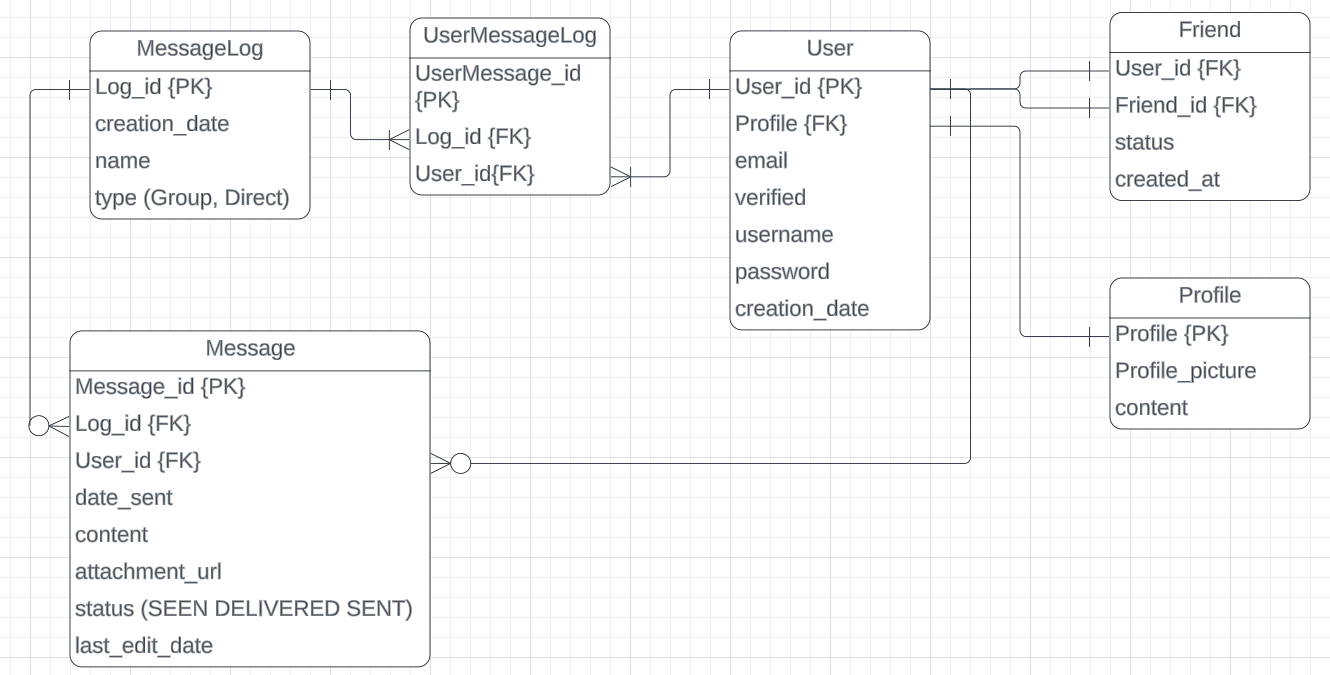 MessageLog
Log_id {PK}
creation_date
name
type (Group, Direct)
UserMessageLog
UserMessage_id
{PK}
Log_id {FK}
User_id{FK}
User
User_id {PK}
Profile {FK}
email
verified
username
password
creation_date
Friend
User_id {FK}
Friend_id {FK}
status
created_at
Profile
Profile {PK}
Profile_picture
content
Message
Message_id {PK}
Log_id {FK}
User_id {FK}
date_sent
content
attachment_url
status (SEEN DELIVERED SENT)
last_edit_date